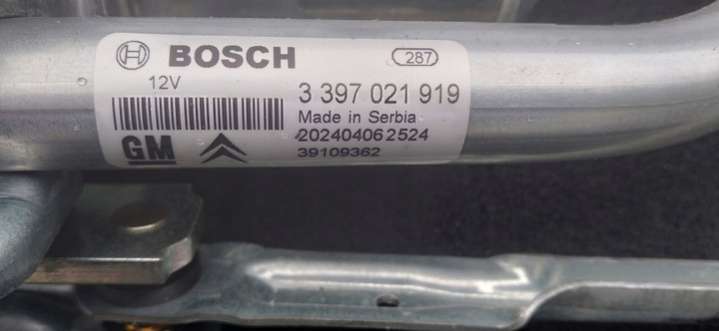 BOSCH
287
12V
3 397 021 919
Made in Serbia
202404062524
GM
39109362